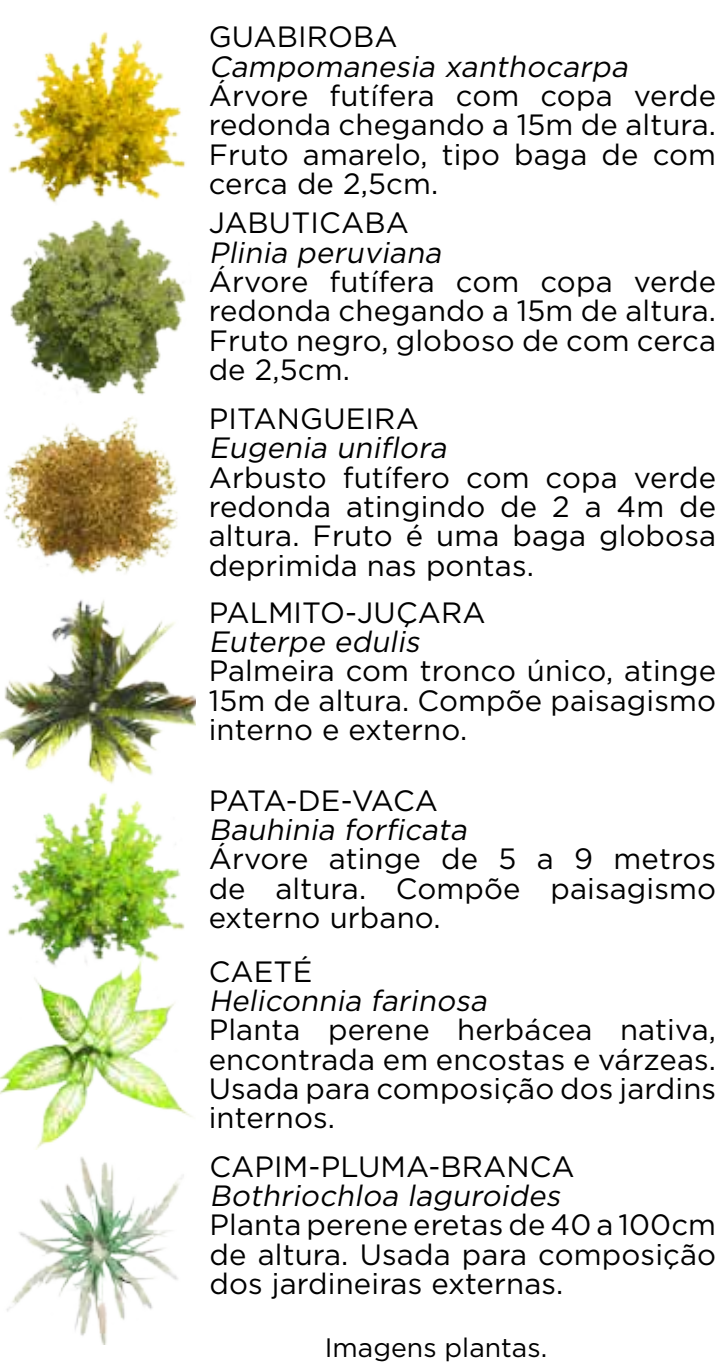 GUABIROBA
Campomanesia xanthocarpa
Árvore futífera com copa verde
redonda chegando a 15m de altura.
Fruto amarelo, tipo baga de com
cerca de 2,5cm.
JABUTICABA
Plinia peruviana
Árvore futífera com copa verde
redonda chegando a 15m de altura.
Fruto negro, globoso de com cerca
de 2,5cm.
PITANGUEIRA
Eugenia uniflora
Arbusto futífero com copa verde
redonda atingindo de 2 a 4m de
altura. Fruto é uma baga globosa
deprimida nas pontas.
PALMITO-JUÇARA
Euterpe edulis
Palmeira com tronco único, atinge
15m de altura. Compõe paisagismo
interno e externo.
PATA-DE-VACA
Bauhinia forficata
Árvore atinge de 5 a 9 metros
de altura. Compõe paisagismo
externo urbano.
CAETÉ
Heliconnia farinosa
Planta perene herbácea nativa,
encontrada em encostas e várzeas.
Usada para composição dos jardins
internos.
CAPIM-PLUMA-BRANCA
Bothriochloa laguroides
Planta perene eretas de 40 a 100cm
de altura. Usada para composição
dos jardineiras externas.
Imagens plantas.